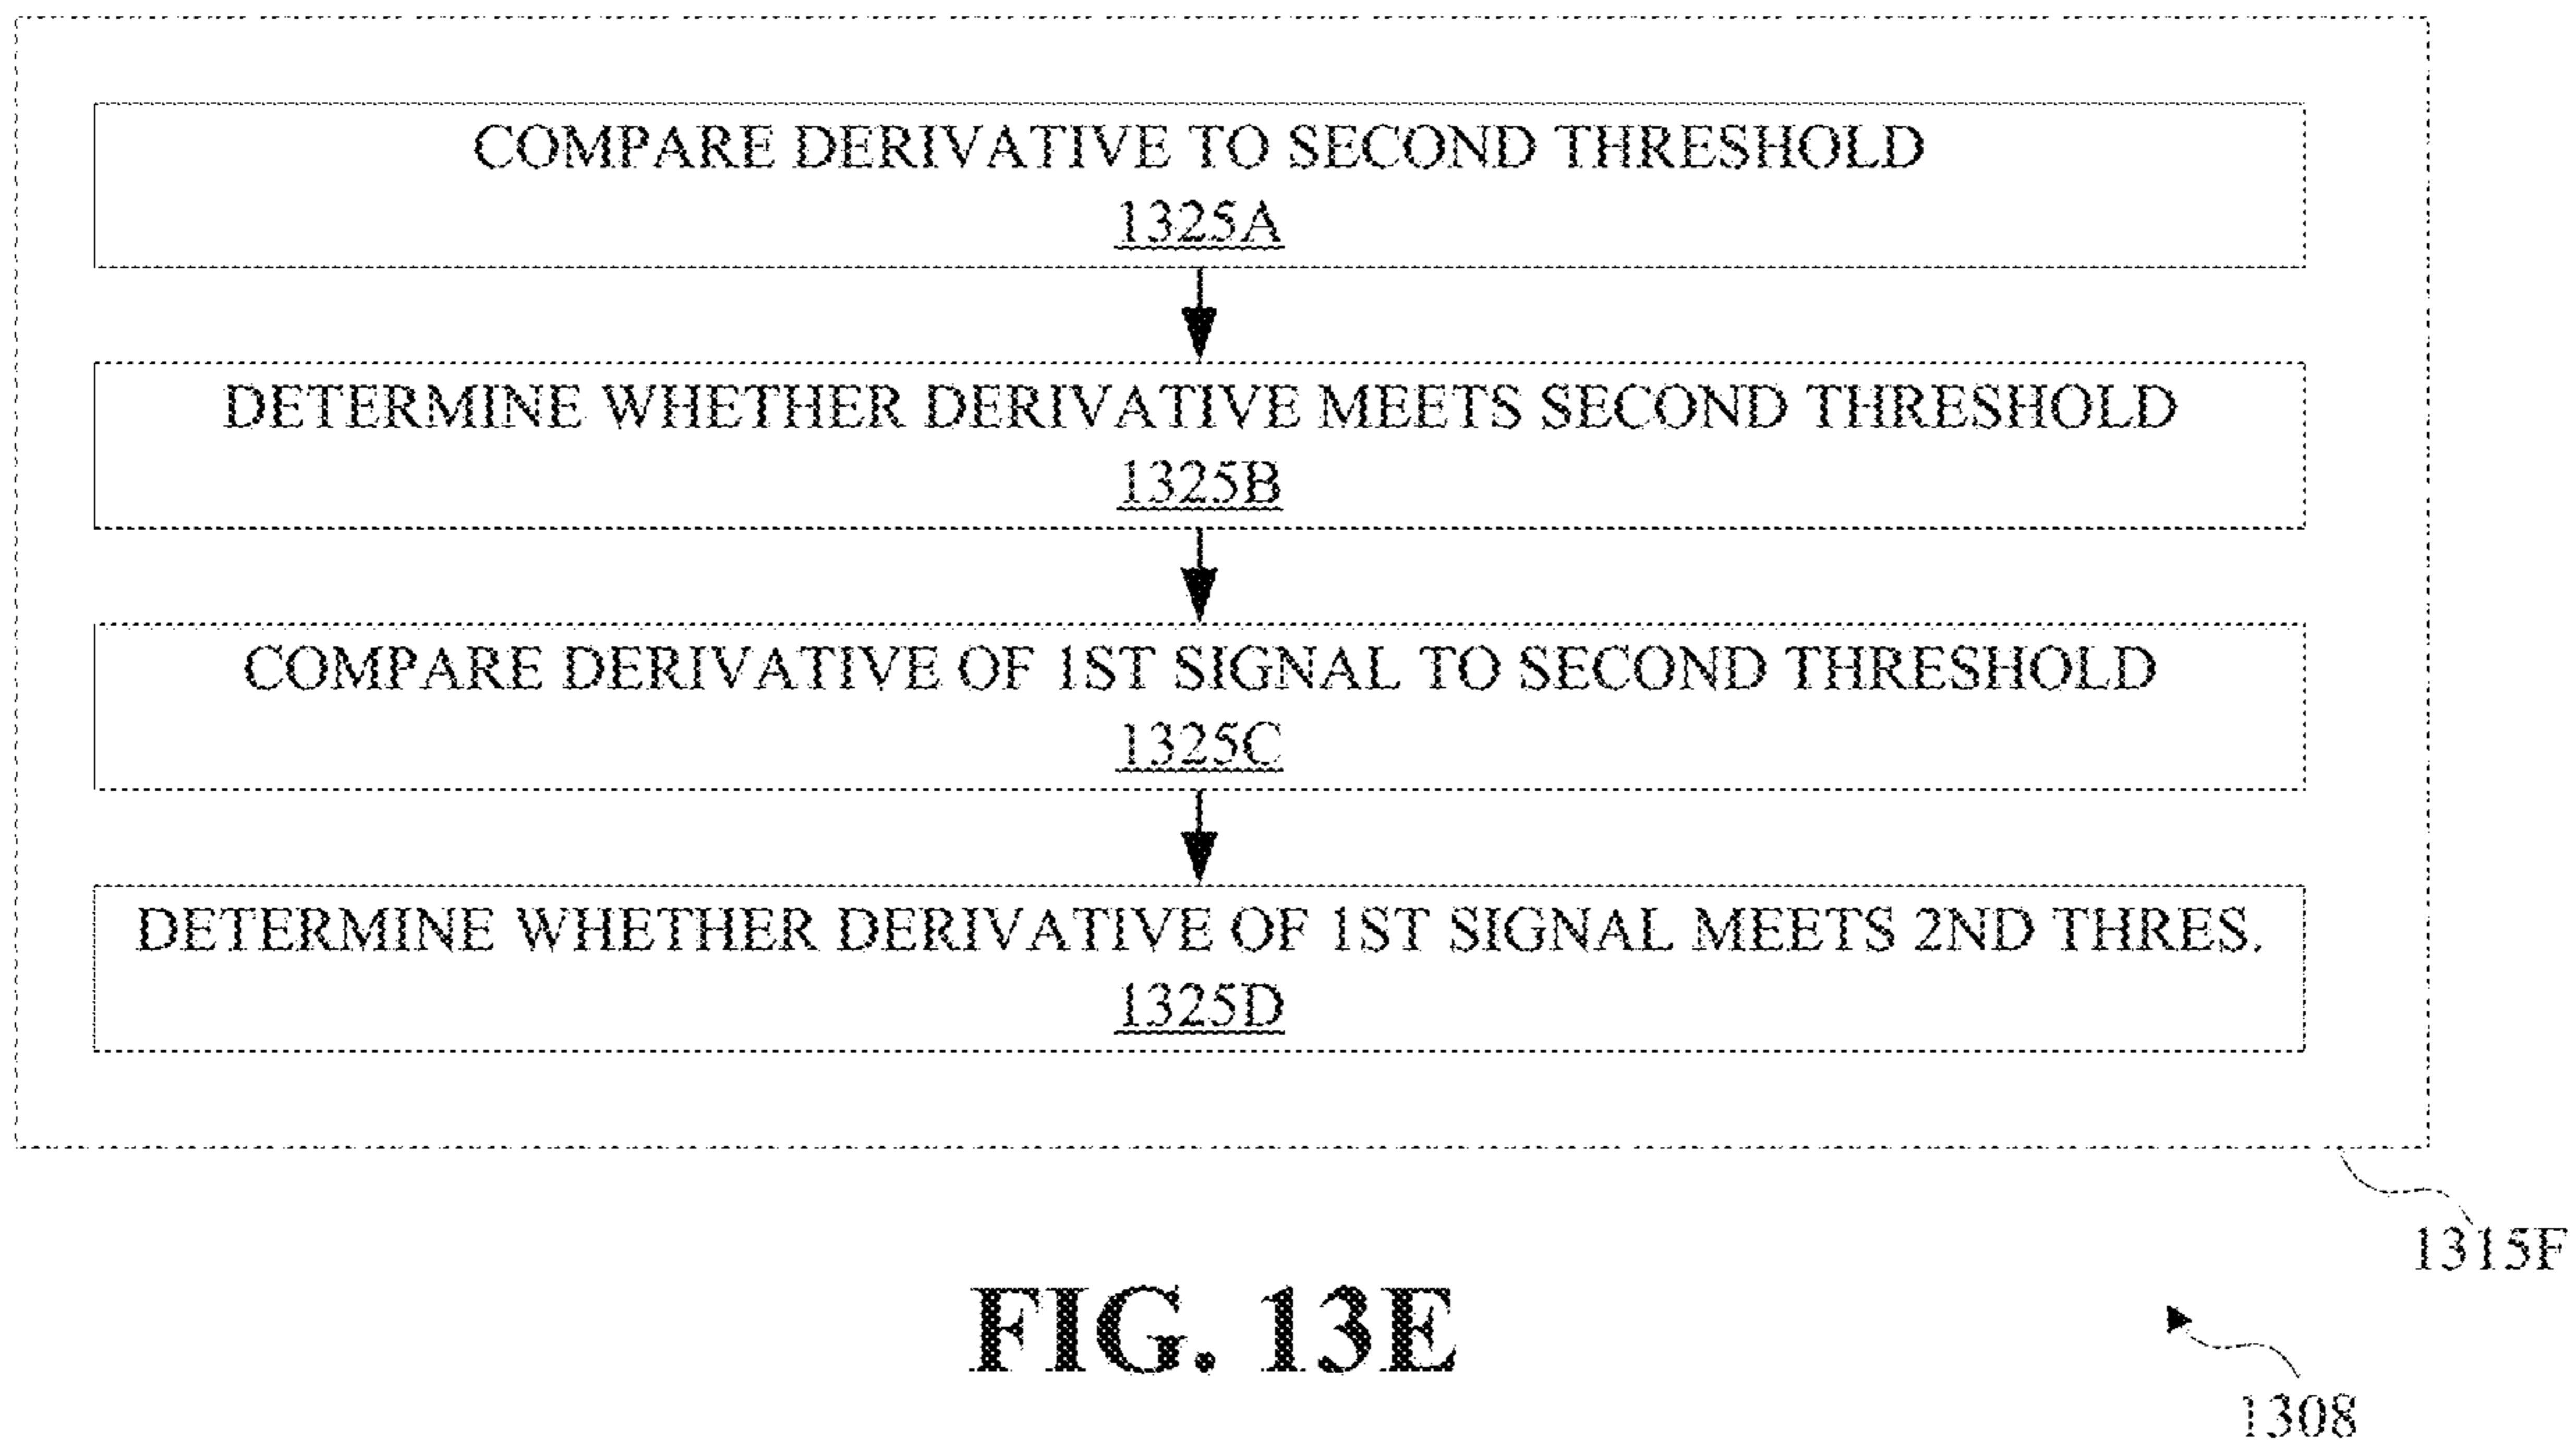 COMPARE DERIVATIVE TO SECOND THRESHOLD
1325A
DETERMINE WHETHER DERIVATIVE MEETS SECOND THRESHOLD
1325B
COMPARE DERIVATIVE OF 1ST SIGNAL TO SECOND THRESHOLD
1325C
DETERMINE WHETHER DERIVATIVE OF 1ST SIGNAL MEETS 2ND THRES.
1325D
1315F
FIG. 13E
1308